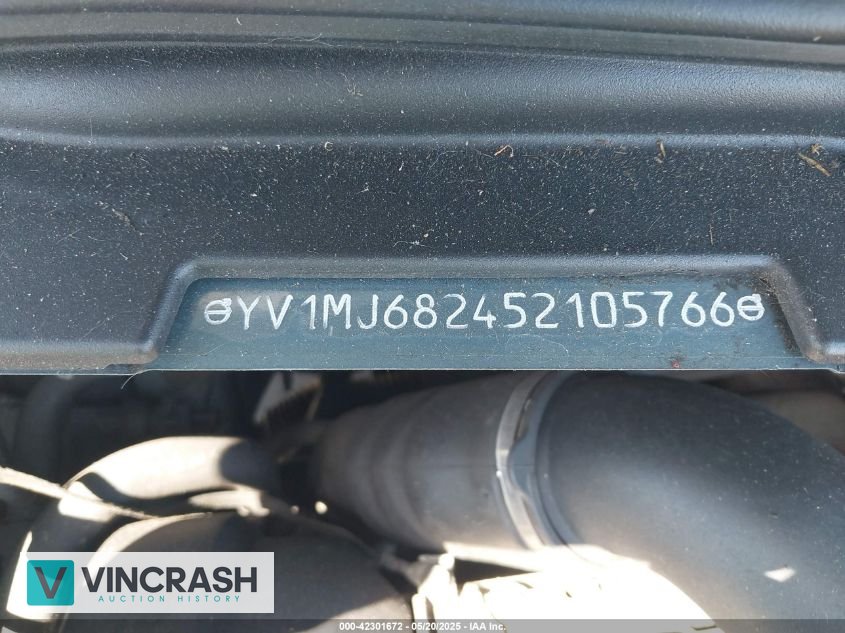 YV1MJ682452105766
VINCRASH
AUCTION HISTORY
000-42301672 — 05/20/2025 - IAA Inc.